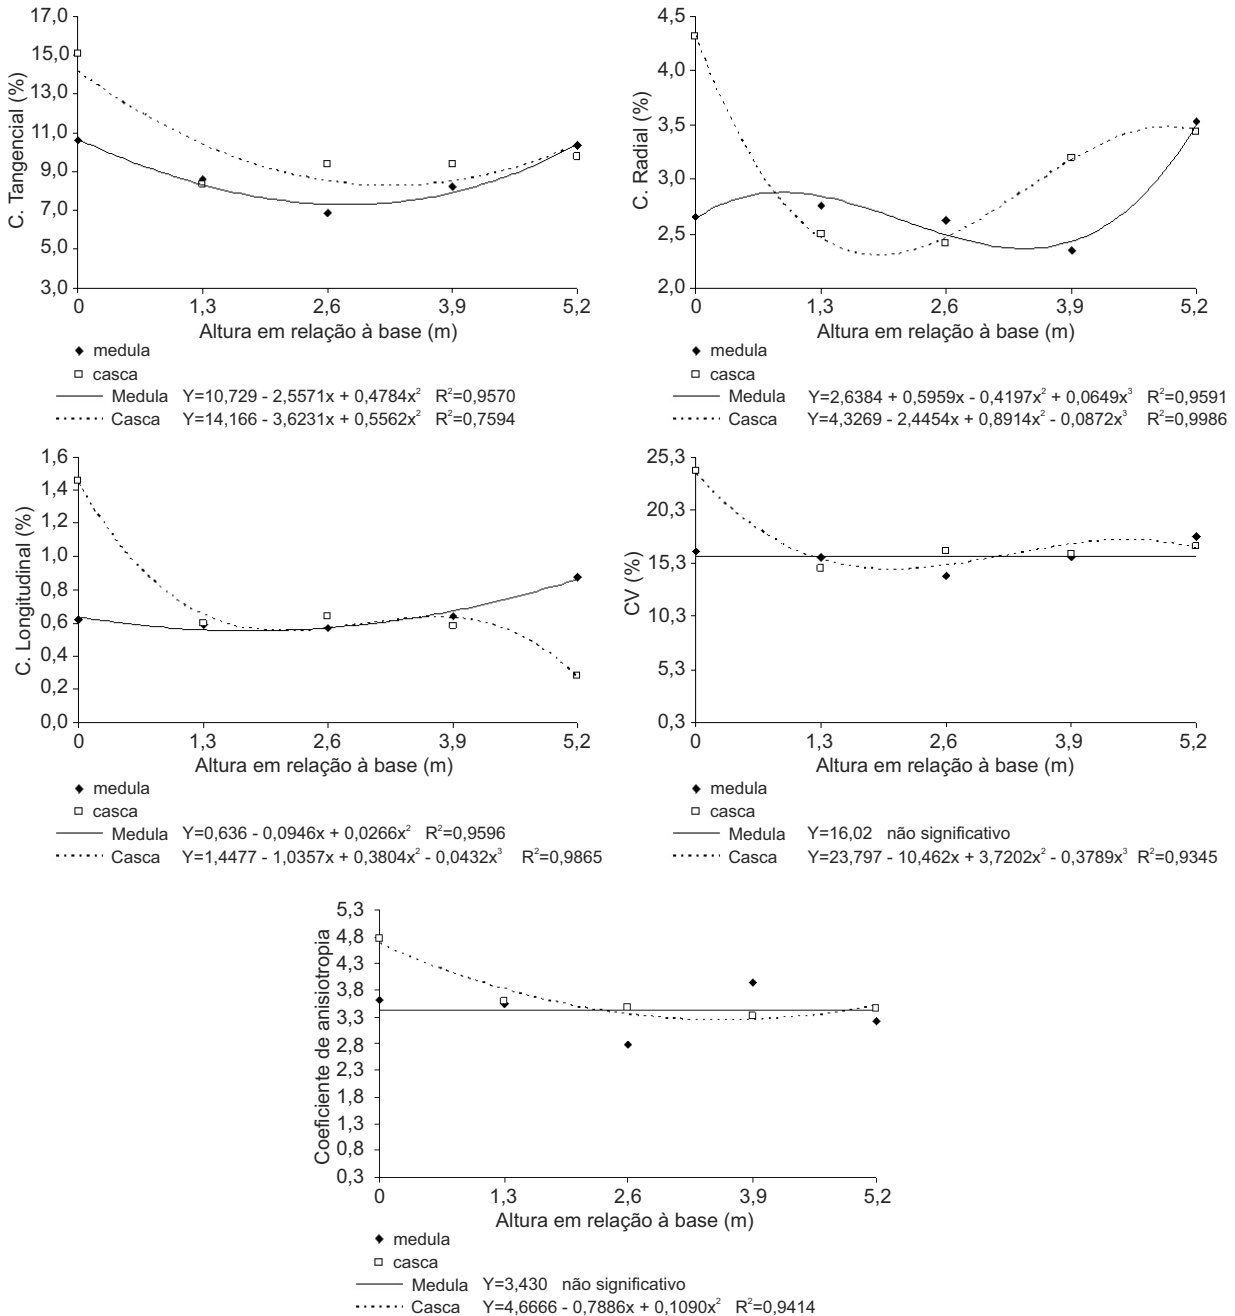 C. Tangencial (%)
17,0
15,0
13,0
11,0
9,0
7,0
5,0
3,0
0 1,3 2,6 3,9 5,2
Altura em relação à base (m)
medula
casca
Medula Y=10,729 - 2,5571x + 0,4784x² R²=0,9570
Casca Y=14,166 - 3,6231x + 0,5562x² R²=0,7594
C. Radial (%)
4,5
4,0
3,5
3,0
2,5
2,0
0 1,3 2,6 3,9 5,2
Altura em relação à base (m)
medula
casca
Medula Y=2,6384 + 0,5959x - 0,4197x² + 0,0649x³ R²=0,9591
Casca Y=4,3269 - 2,4454x + 0,8914x² - 0,0872x³ R²=0,9986
C. Longitudinal (%)
1,6
1,4
1,2
1,0
0,8
0,6
0,4
0,2
0,0
0 1,3 2,6 3,9 5,2
Altura em relação à base (m)
medula
casca
Medula Y=0,636 - 0,0946x + 0,0266x² R²=0,9596
Casca Y=1,4477 - 1,0357x + 0,3804x² - 0,0432x³ R²=0,9865
CV (%)
25,3
20,3
15,3
10,3
5,3
0,3
0 1,3 2,6 3,9 5,2
Altura em relação à base (m)
medula
casca
Medula Y=16,02 não significativo
Casca Y=23,797 - 10,462x + 3,7202x² - 0,3789x³ R²=0,9345
Coeficiente de anisiotropia
5,3
4,8
4,3
3,8
3,3
2,8
2,3
1,8
1,3
0,8
0,3
0 1,3 2,6 3,9 5,2
Altura em relação à base (m)
medula
casca
Medula Y=3,430 não significativo
Casca Y=4,6666 - 0,7886x + 0,1090x² R²=0,9414